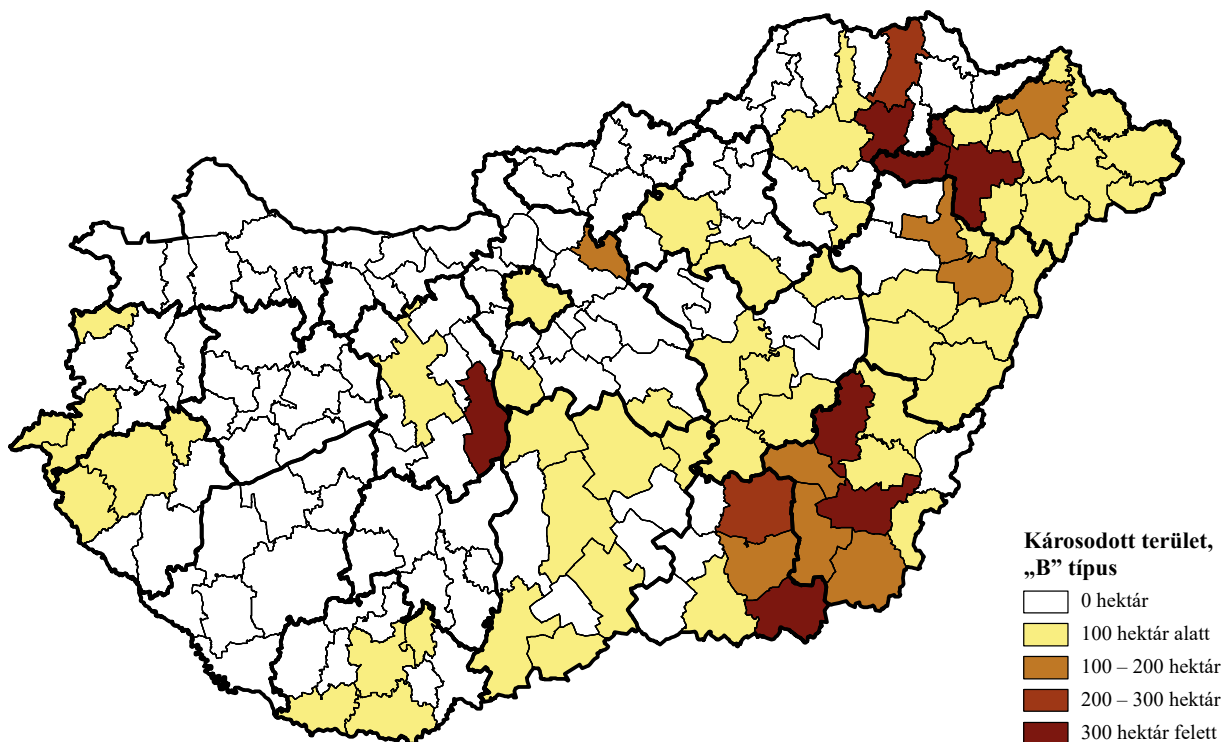 Károsodott terület,
„B” típus
0 hektár
100 hektár alatt
100 – 200 hektár
200 – 300 hektár
300 hektár felett